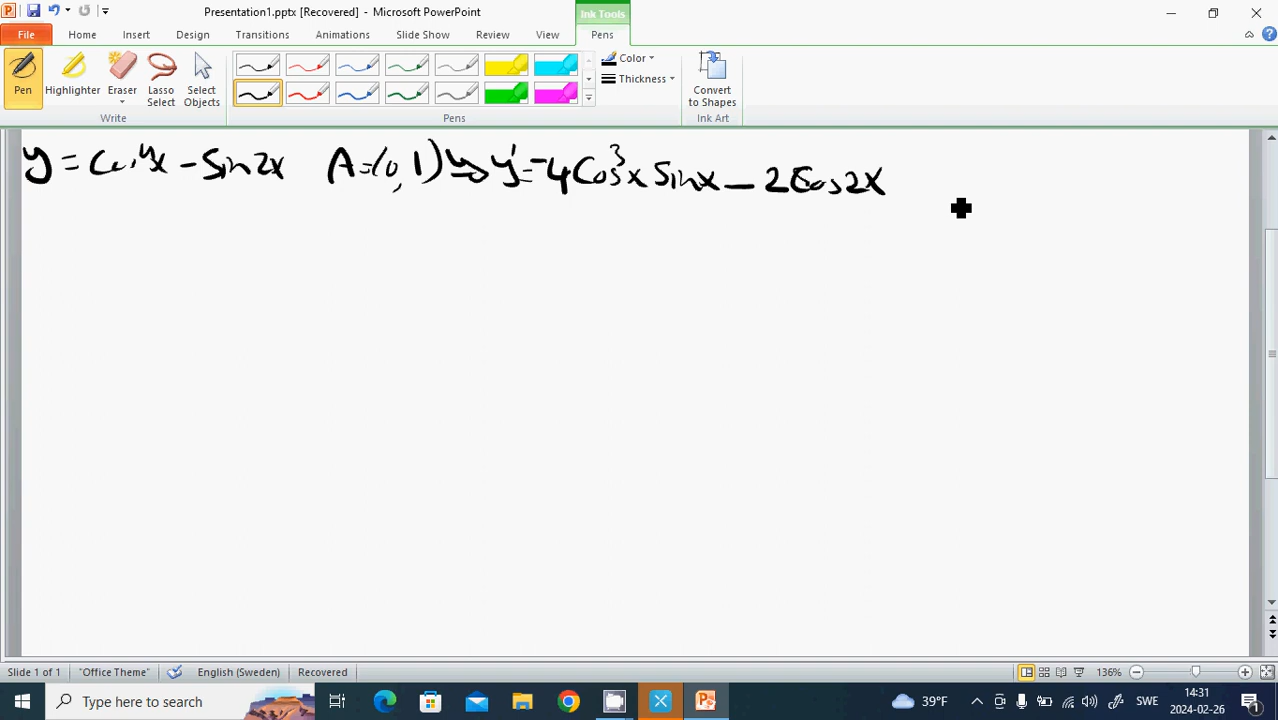 Presentation1.pptx [Recovered] - Microsoft PowerPoint
Ink Tools
File Home Insert Design Transitions Animations Slide Show Review View Pens
Pen Highlighter Eraser Lasso Select Select Objects Color Thickness Convert to Shapes
Write Pens Ink Art
y = cos⁴x - sin2x A=(0,1) => y'=-4Cos³x Sinx - 2Cos2x
Slide 1 of 1 "Office Theme" English (Sweden) Recovered 136%
Type here to search 39°F SWE 14:31
2024-02-26 1